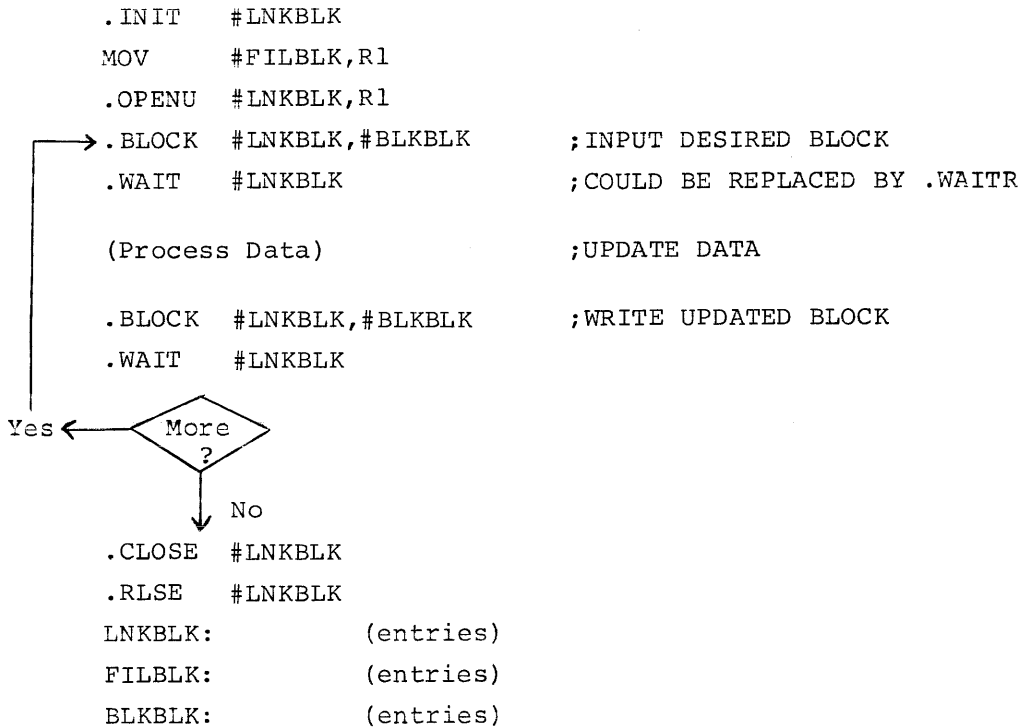 .INIT #LNKBLK
MOV #FILBLK,R1
.OPENU #LNKBLK,R1
.BLOCK #LNKBLK,#BLKBLK ;INPUT DESIRED BLOCK
.WAIT #LNKBLK ;COULD BE REPLACED BY .WAITR
(Process Data) ;UPDATE DATA
.BLOCK #LNKBLK,#BLKBLK ;WRITE UPDATED BLOCK
.WAIT #LNKBLK
Yes More
?
No
.CLOSE #LNKBLK
.RLSE #LNKBLK
LNKBLK: (entries)
FILBLK: (entries)
BLKBLK: (entries)